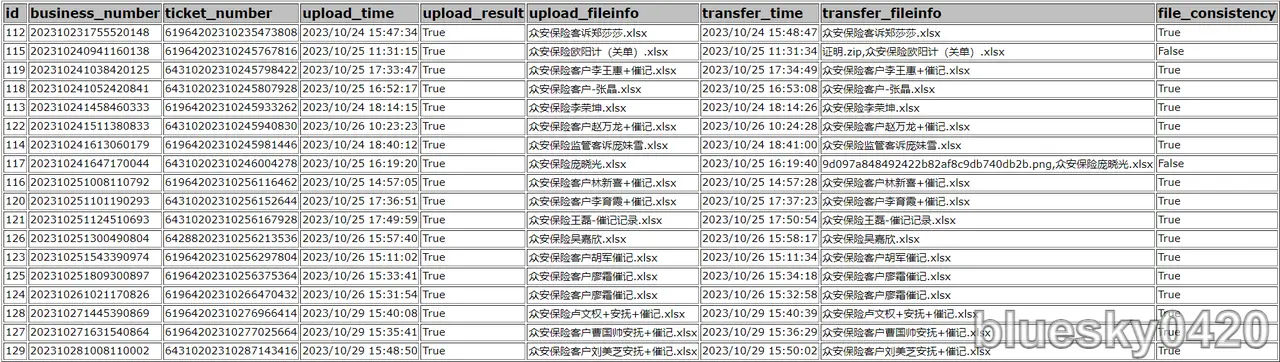 id business_number ticket_number upload_time upload_result upload_fileinfo transfer_time transfer_fileinfo file_consistency
112 202310231755520148 61964202310235473808 2023/10/24 15:47:34 True 众安保险客诉郑莎莎.xlsx 2023/10/24 15:48:47 众安保险客诉郑莎莎.xlsx True
115 202310240941160138 61964202310245767816 2023/10/25 11:31:15 True 众安保险欧阳计（关单）.xlsx 2023/10/25 11:31:34 证明.zip,众安保险欧阳计（关单）.xlsx False
119 202310241038420125 64310202310245798422 2023/10/25 17:33:47 True 众安保险客户李王惠+催记.xlsx 2023/10/25 17:34:49 众安保险客户李王惠+催记.xlsx True
118 202310241052420841 64310202310245807928 2023/10/25 16:52:17 True 众安保险客户-张晶.xlsx 2023/10/25 16:53:08 众安保险客户-张晶.xlsx True
113 202310241458460333 61964202310245933262 2023/10/24 18:14:15 True 众安保险李荣坤.xlsx 2023/10/24 18:14:26 众安保险李荣坤.xlsx True
122 202310241511380833 64310202310245940830 2023/10/26 10:23:23 True 众安保险客户赵万龙+催记.xlsx 2023/10/26 10:24:28 众安保险客户赵万龙+催记.xlsx True
114 202310241613060179 61964202310245981446 2023/10/24 18:40:12 True 众安保险监管客诉庞妹雪.xlsx 2023/10/24 18:41:00 众安保险监管客诉庞妹雪.xlsx True
117 202310241647170044 64310202310246004278 2023/10/25 16:19:20 True 众安保险庞晓光.xlsx 2023/10/25 16:19:40 9d097a848492422b82af8c9db740db2b.png,众安保险庞晓光.xlsx False
116 202310251008110792 61964202310256116462 2023/10/25 14:57:05 True 众安保险客户林新喜+催记.xlsx 2023/10/25 14:57:28 众安保险客户林新喜+催记.xlsx True
120 202310251101190293 61964202310256152644 2023/10/25 17:36:51 True 众安保险客户李育霞+催记.xlsx 2023/10/25 17:37:23 众安保险客户李育霞+催记.xlsx True
121 202310251124510693 64310202310256167928 2023/10/25 17:49:59 True 众安保险王磊-催记记录.xlsx 2023/10/25 17:50:54 众安保险王磊-催记记录.xlsx True
126 202310251300490804 64288202310256213536 2023/10/26 15:57:40 True 众安保险吴嘉欣.xlsx 2023/10/26 15:58:17 众安保险吴嘉欣.xlsx True
123 202310251543390974 61964202310256297804 2023/10/26 15:11:02 True 众安保险客户胡军催记.xlsx 2023/10/26 15:11:34 众安保险客户胡军催记.xlsx True
125 202310251809300897 61964202310256375364 2023/10/26 15:33:41 True 众安保险客户廖霜催记.xlsx 2023/10/26 15:34:18 众安保险客户廖霜催记.xlsx True
124 202310261021170826 61964202310266470432 2023/10/26 15:31:54 True 众安保险客户廖霜催记.xlsx 2023/10/26 15:32:58 众安保险客户廖霜催记.xlsx True
128 202310271445390869 61964202310276966414 2023/10/29 15:40:08 True 众安保险户文权+安抚+催记.xlsx 2023/10/29 15:40:39 众安保险户文权+安抚+催记.xlsx True
127 202310271631540864 61964202310277025664 2023/10/29 15:35:41 True 众安保险客户曹国帅安抚+催记.xlsx 2023/10/29 15:36:29 众安保险客户曹国帅安抚+催记.xlsx True
129 202310281008110002 64310202310287143416 2023/10/29 15:48:50 True 众安保险客户刘美芝安抚+催记.xlsx 2023/10/29 15:50:02 众安保险客户刘美芝安抚+催记.xlsx True
bluesky0420